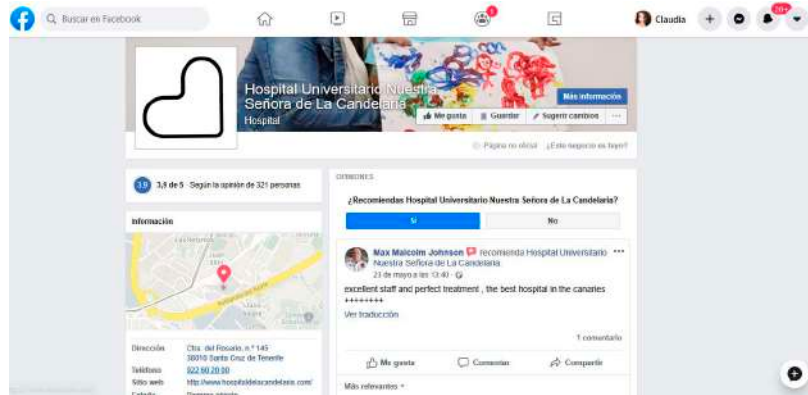 Buscar en Facebook
1
Claudia
20+
Hospital Universitario Nuestra
Señora de La Candelaria
Hospital
Más información
Me gusta
Guardar
Sugerir cambios
Página no oficial
¿Este negocio es tuyo?
3,9
3,9 de 5 · Según la opinión de 321 personas
Información
Dirección
Ctra. del Rosario, n.º 145
38010 Santa Cruz de Tenerife
Teléfono
922 60 20 00
Sitio web
http://www.hospitaldelacandelaria.com/
OPINIONES
¿Recomiendas Hospital Universitario Nuestra Señora de La Candelaria?
Sí
No
Max Malcolm Johnson recomienda Hospital Universitario
Nuestra Señora de La Candelaria
23 de mayo a las 13:40 ·
excellent staff and perfect treatment , the best hospital in the canaries
++++++++
Ver traducción
1 comentario
Me gusta
Comentar
Compartir
Más relevantes